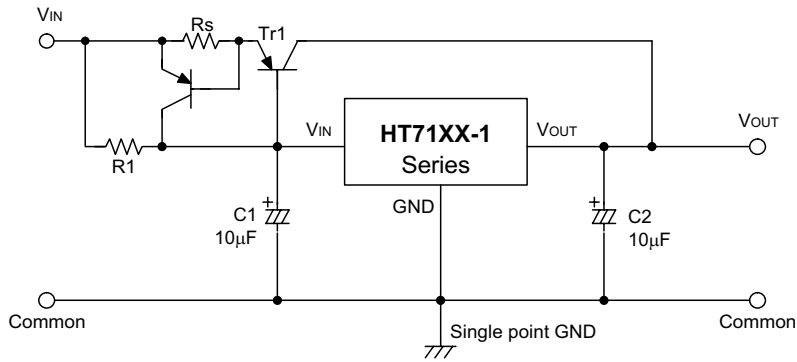 VIN
Rs
Tr1
R1
VIN
HT71XX-1
Series
VOUT
VOUT
GND
C1
10μF
C2
10μF
Common
Single point GND
Common